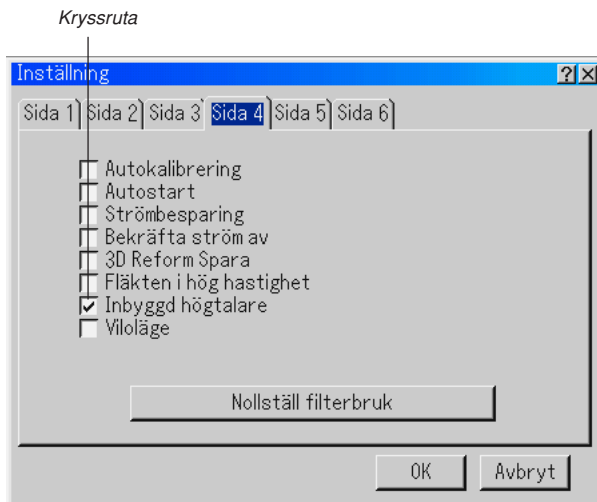 Kryssruta
Inställning
Sida 1 Sida 2 Sida 3 Sida 4 Sida 5 Sida 6
Autokalibrering
Autostart
Strömbesparing
Bekräfta ström av
3D Reform Spara
Fläkten i hög hastighet
Inbyggd högtalare
Viloläge
Nollställ filterbruk
OK Avbryt